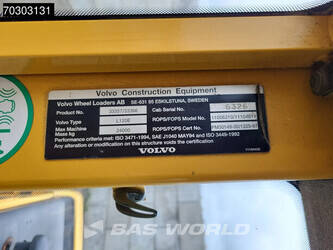 70303131
Volvo Construction Equipment
Volvo Wheel Loaders AB SE-631 85 ESKILSTUNA, SWEDEN
Product No. Cab Serial No. 6326
Volvo Type L120E ROPS/FOPS Model No.
Max Machine Mass kg 24000 ROPS/FOPS Cert No.
Performance acc: ISO 3471-1994, SAE J1040 MAY94 and ISO 3449-1992
Any alteration or modification on this structure voids the certification
VOLVO
BAS WORLD